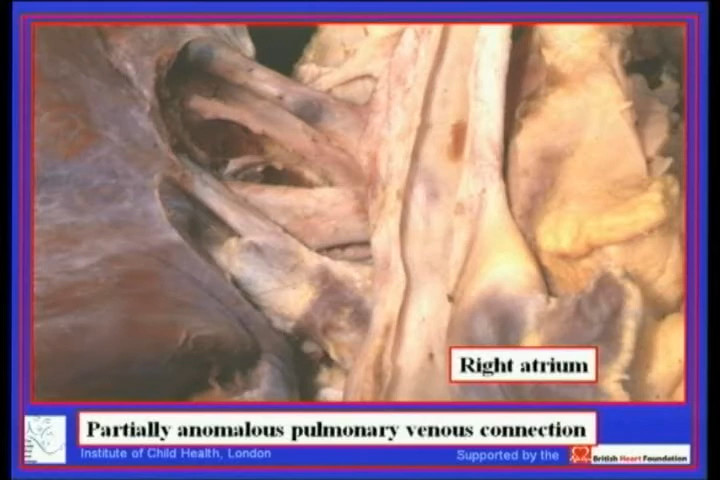 Right atrium
Partially anomalous pulmonary venous connection
Institute of Child Health, London
Supported by the
British Heart Foundation